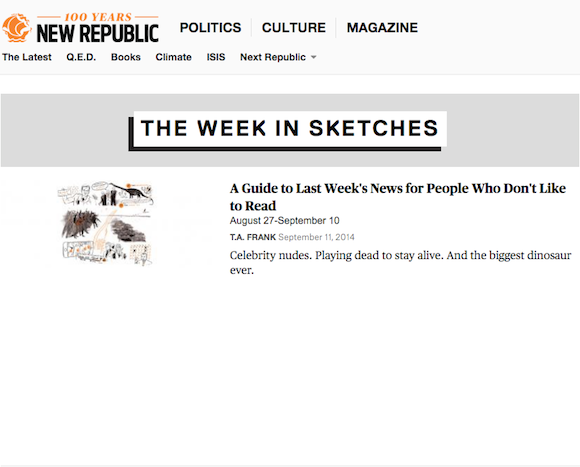 100 YEARS
NEW REPUBLIC
POLITICS CULTURE MAGAZINE
The Latest Q.E.D. Books Climate ISIS Next Republic
THE WEEK IN SKETCHES
A Guide to Last Week's News for People Who Don't Like
to Read
August 27-September 10
T.A. FRANK September 11, 2014
Celebrity nudes. Playing dead to stay alive. And the biggest dinosaur
ever.